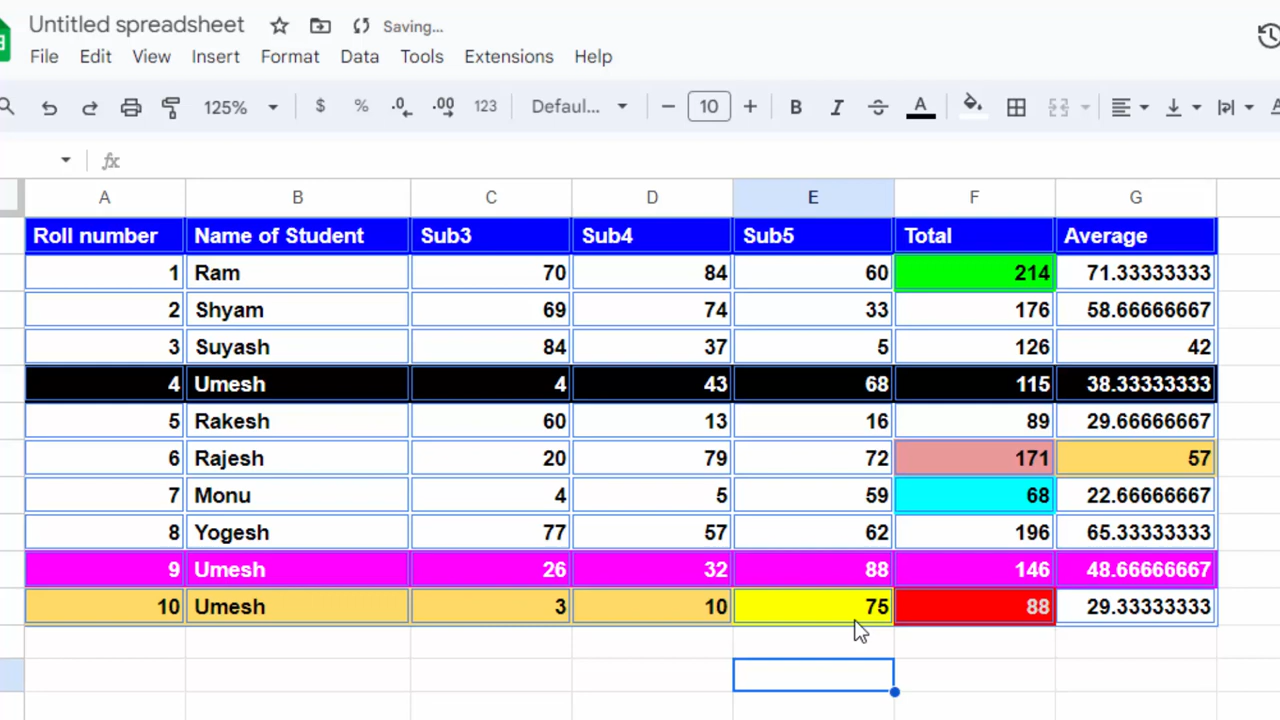 Untitled spreadsheet Saving...
File Edit View Insert Format Data Tools Extensions Help
125% $ % .0 .00 123 Defaul... 10 B I A
fx
A B C D E F G
Roll number Name of Student Sub3 Sub4 Sub5 Total Average
1 Ram 70 84 60 214 71.33333333
2 Shyam 69 74 33 176 58.66666667
3 Suyash 84 37 5 126 42
4 Umesh 4 43 68 115 38.33333333
5 Rakesh 60 13 16 89 29.66666667
6 Rajesh 20 79 72 171 57
7 Monu 4 5 59 68 22.66666667
8 Yogesh 77 57 62 196 65.33333333
9 Umesh 26 32 88 146 48.66666667
10 Umesh 3 10 75 88 29.33333333